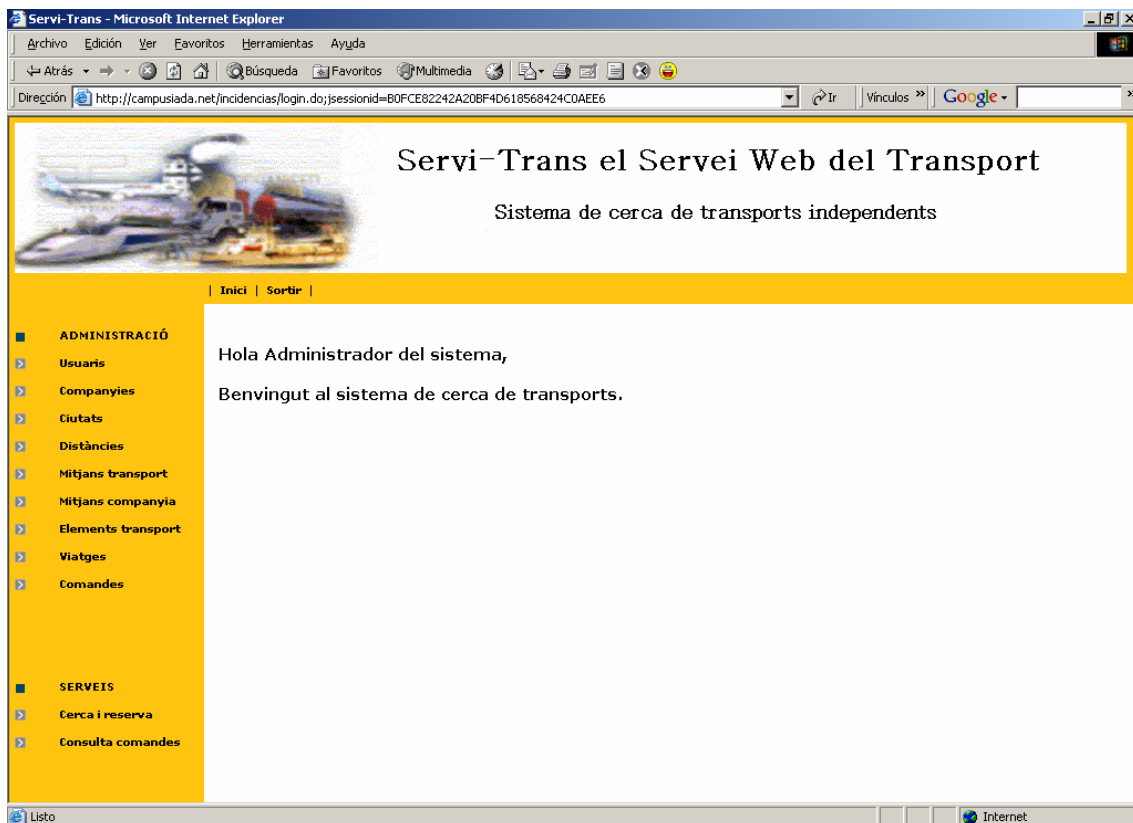 Servi-Trans - Microsoft Internet Explorer
Archivo Edición Ver Favoritos Herramientas Ayuda
Atrás Búsqueda Favoritos Multimedia
Dirección http://campusiada.net/incidencias/login.do;jsessionid=B0FCE82242A20BF4D618568424C0AEE6 Ir Vínculos » Google »
Servi-Trans el Servei Web del Transport
Sistema de cerca de transports independents
| Inici | Sortir |
ADMINISTRACIÓ
Usuaris
Companyies
Ciutats
Distàncies
Mitjans transport
Mitjans companyia
Elements transport
Viatges
Comandes
SERVEIS
Cerca i reserva
Consulta comandes
Hola Administrador del sistema,
Benvingut al sistema de cerca de transports.
Listo Internet